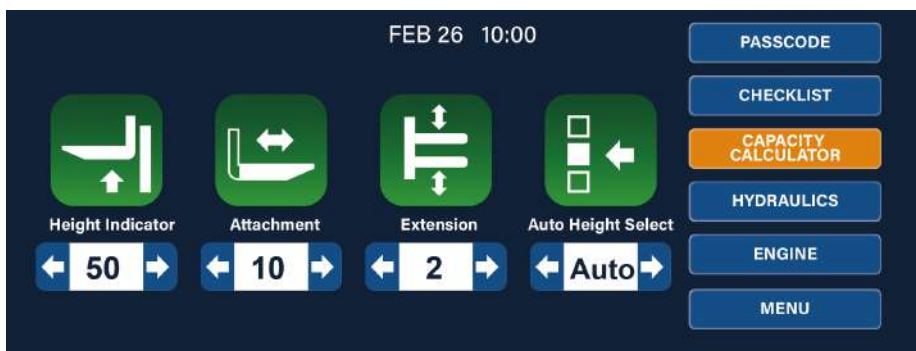 FEB 26 10:00
Height Indicator
50
Attachment
10
Extension
2
Auto Height Select
Auto
PASSCODE
CHECKLIST
CAPACITY
CALCULATOR
HYDRAULICS
ENGINE
MENU